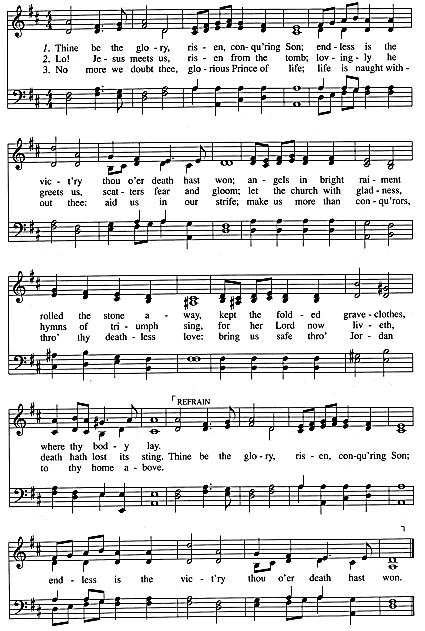 1. Thine be the glo - ry, ris - en, con - qu'ring Son; end - less is the
2. Lo! Je - sus meets us, ris - en from the tomb; lov - ing - ly he
3. No more we doubt thee, glo - rious Prince of life; life is naught with -
vic - t'ry thou o'er death hast won; an - gels in bright rai - ment
greets us, scat - ters fear and gloom; let the church with glad - ness,
out thee: aid us in our strife; make us more than con - qu'rors,
rolled the stone a - way, kept the fold - ed grave - clothes,
hymns of tri - umph sing, for her Lord now liv - eth,
thro' thy death - less love: bring us safe thro' Jor - dan
REFRAIN
where thy bod - y lay.
death hath lost its sting. Thine be the glo - ry, ris - en, con - qu'ring Son;
to thy home a - bove.
end - less is the vic - t'ry thou o'er death hast won.